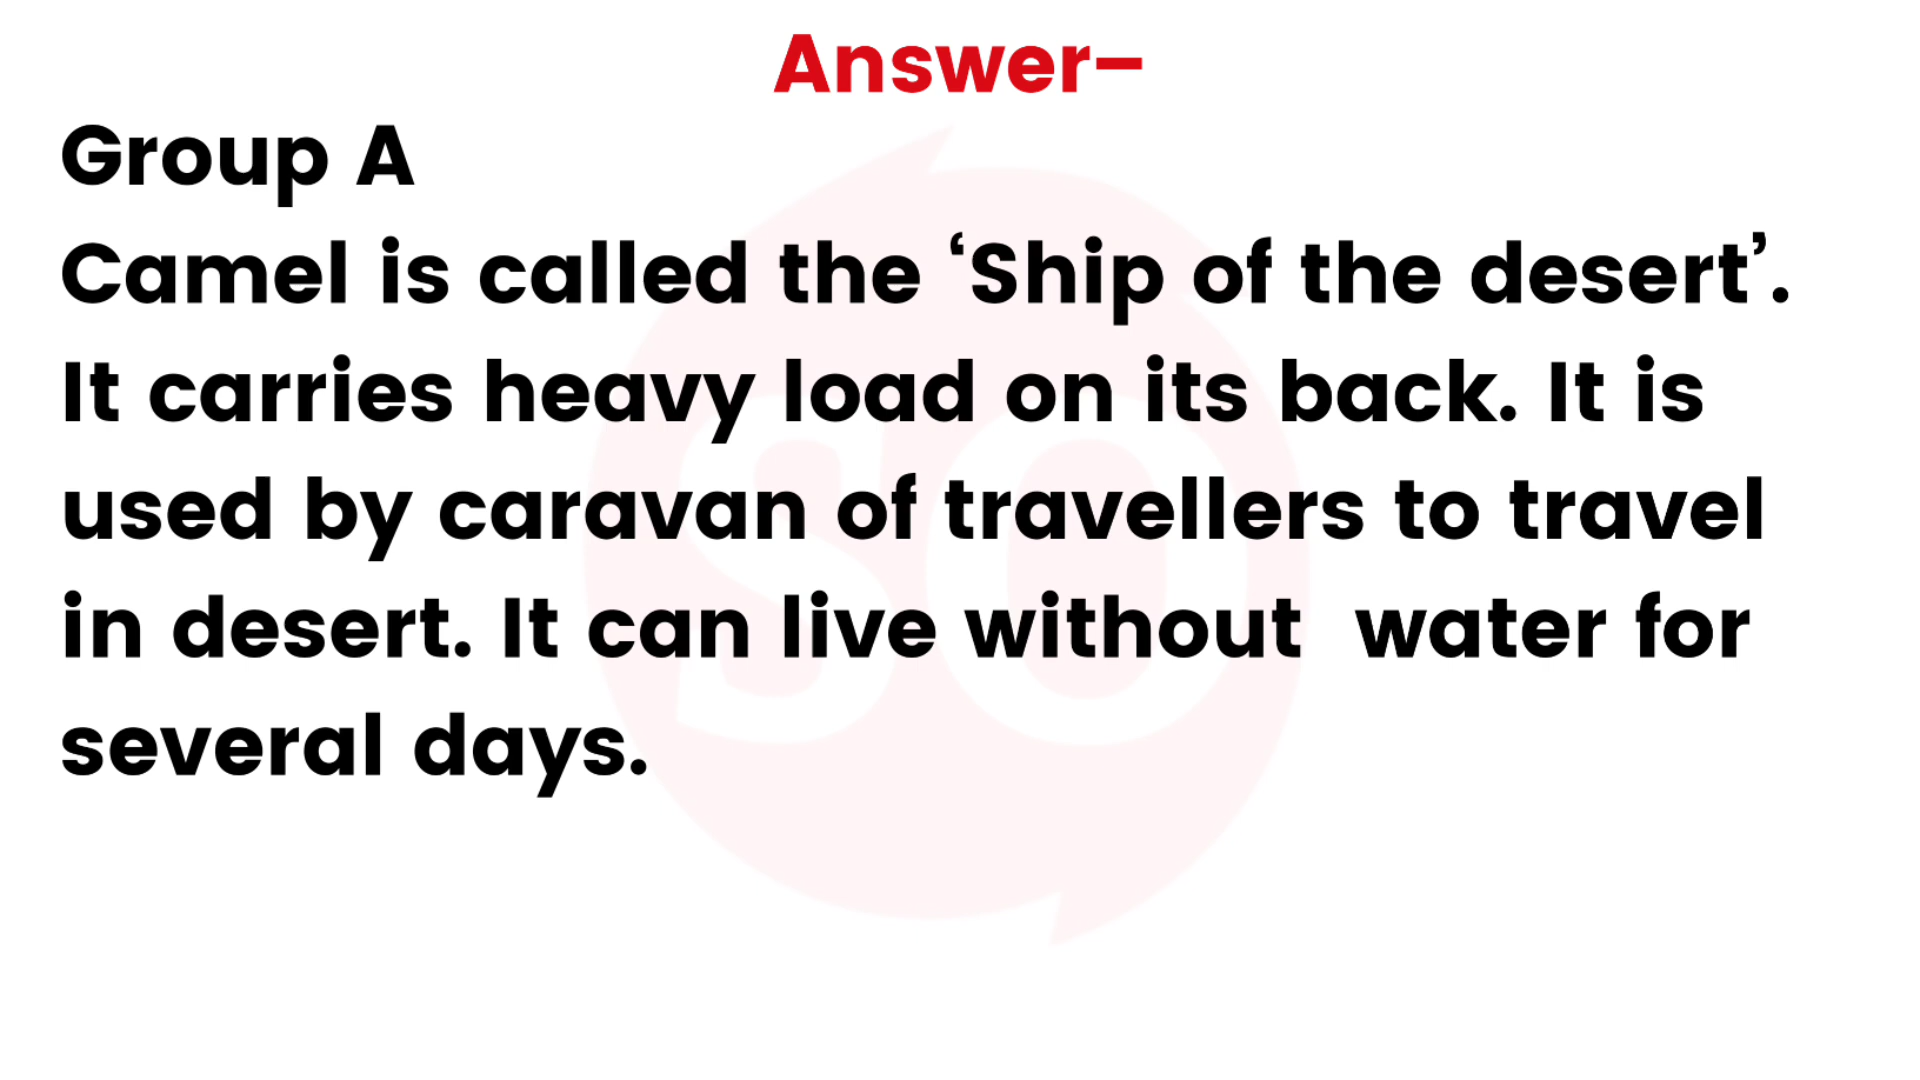 Answer–
Group A
Camel is called the ‘Ship of the desert’.
It carries heavy load on its back. It is
used by caravan of travellers to travel
in desert. It can live without  water for
several days.
SO